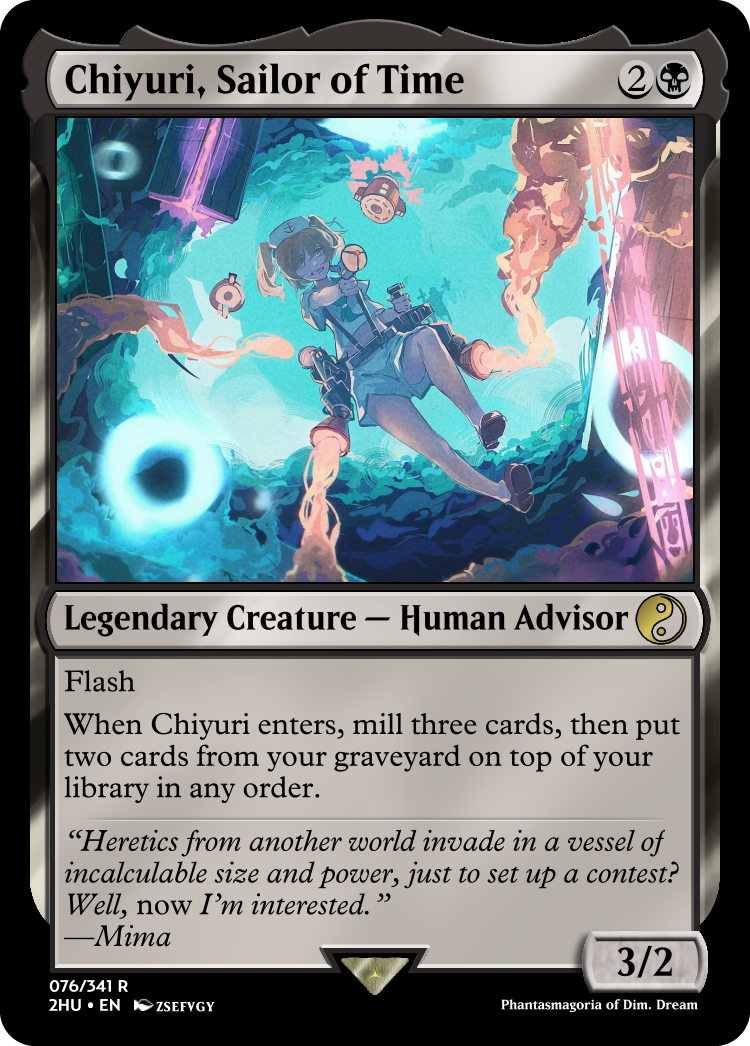 Chiyuri, Sailor of Time
2
Legendary Creature — Human Advisor
Flash
When Chiyuri enters, mill three cards, then put
two cards from your graveyard on top of your
library in any order.
“Heretics from another world invade in a vessel of
incalculable size and power, just to set up a contest?
Well, now I’m interested.”
—Mima
3/2
076/341 R
2HU • EN ZSEFVGY
Phantasmagoria of Dim. Dream